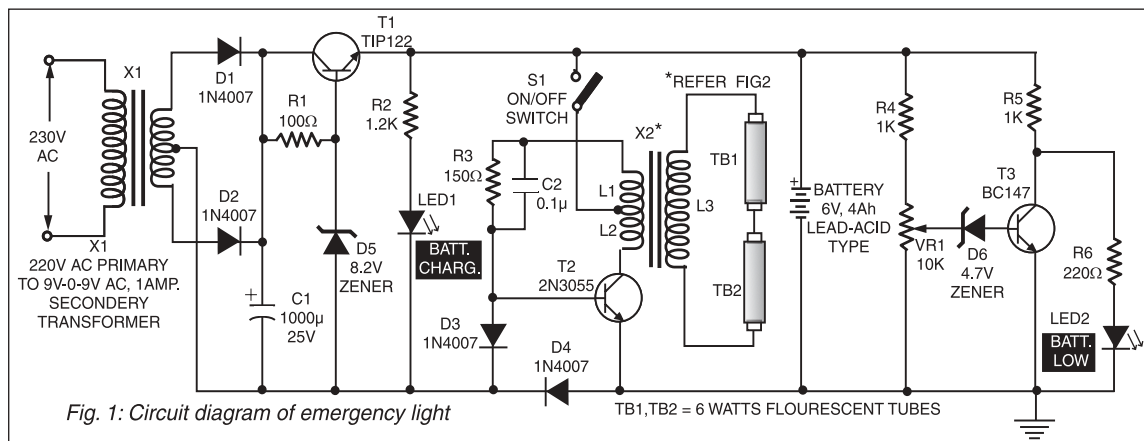 T1
TIP122
X1
D1
1N4007
R1
100Ω
230V
AC
D2
1N4007
X1
220V AC PRIMARY
TO 9V-0-9V AC, 1AMP.
SECONDERY
TRANSFORMER
+
C1
1000µ
25V
D5
8.2V
ZENER
R2
1.2K
LED1
BATT.
CHARG.
S1
ON/OFF
SWITCH
*REFER FIG2
X2*
R3
150Ω
C2
0.1µ
L1
L2
L3
TB1
TB2
T2
2N3055
D3
1N4007
D4
1N4007
+
BATTERY
6V, 4Ah
LEAD-ACID
TYPE
R4
1K
VR1
10K
D6
4.7V
ZENER
R5
1K
T3
BC147
R6
220Ω
LED2
BATT.
LOW
Fig. 1: Circuit diagram of emergency light
TB1,TB2 = 6 WATTS FLOURESCENT TUBES